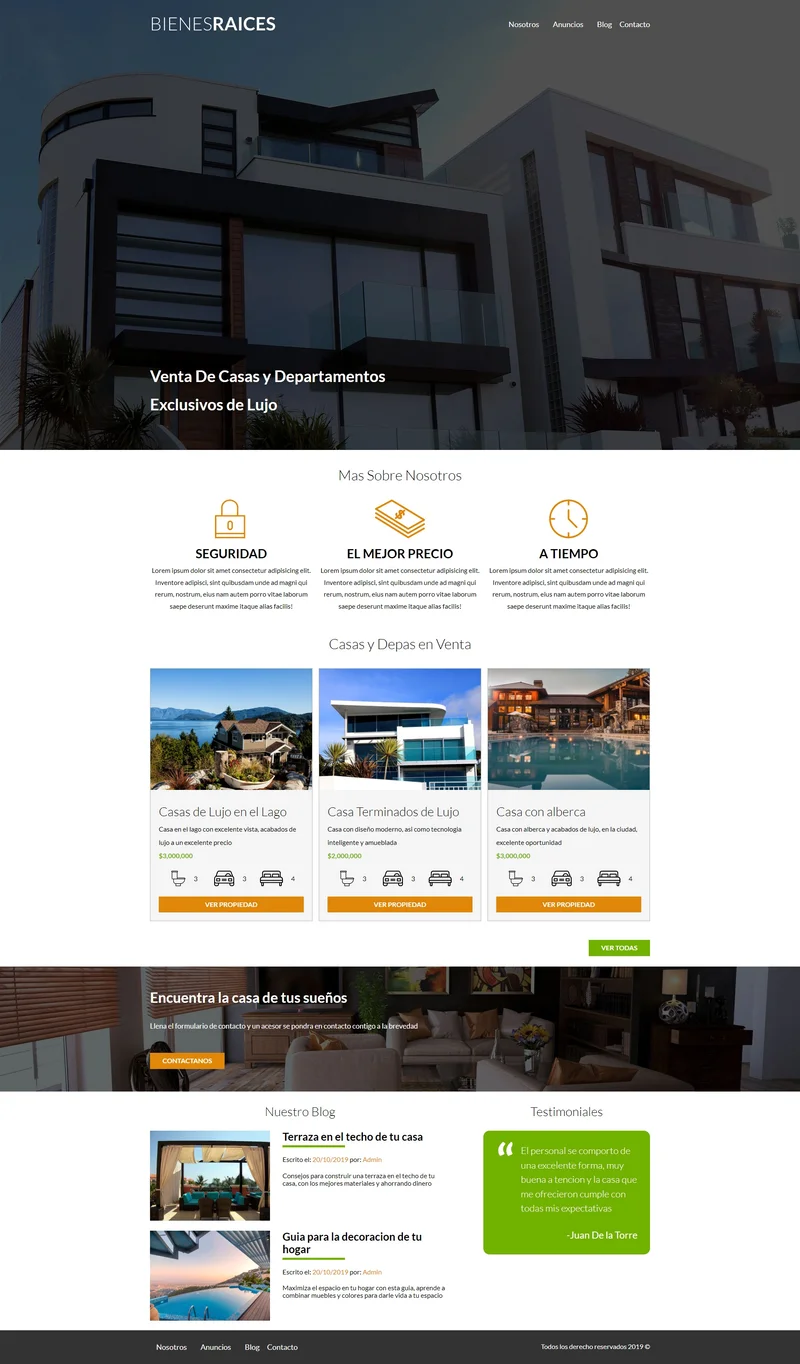 BIENESRAICES
Nosotros Anuncios Blog Contacto
Venta De Casas y Departamentos
Exclusivos de Lujo
Mas Sobre Nosotros
SEGURIDAD
Lorem ipsum dolor sit amet consectetur adipisicing elit.
Inventore adipisci, sint quibusdam unde ad magni qui
rerum, nostrum, eius nam autem porro vitae laborum
saepe deserunt maxime itaque alias facilis!
EL MEJOR PRECIO
Lorem ipsum dolor sit amet consectetur adipisicing elit.
Inventore adipisci, sint quibusdam unde ad magni qui
rerum, nostrum, eius nam autem porro vitae laborum
saepe deserunt maxime itaque alias facilis!
A TIEMPO
Lorem ipsum dolor sit amet consectetur adipisicing elit.
Inventore adipisci, sint quibusdam unde ad magni qui
rerum, nostrum, eius nam autem porro vitae laborum
saepe deserunt maxime itaque alias facilis!
Casas y Depas en Venta
Casas de Lujo en el Lago
Casa en el lago con excelente vista, acabados de
lujo a un excelente precio
$3,000,000
3 3 4
VER PROPIEDAD
Casa Terminados de Lujo
Casa con diseño moderno, asi como tecnologia
inteligente y amueblada
$2,000,000
3 3 4
VER PROPIEDAD
Casa con alberca
Casa con alberca y acabados de lujo, en la ciudad,
excelente oportunidad
$3,000,000
3 3 4
VER PROPIEDAD
VER TODAS
Encuentra la casa de tus sueños
Llena el formulario de contacto y un acesor se pondra en contacto contigo a la brevedad
CONTACTANOS
Nuestro Blog
Terraza en el techo de tu casa
Escrito el: 20/10/2019 por: Admin
Consejos para construir una terraza en el techo de tu
casa, con los mejores materiales y ahorrando dinero
Guia para la decoracion de tu
hogar
Escrito el: 20/10/2019 por: Admin
Maximiza el espacio en tu hogar con esta guia, aprende a
combinar muebles y colores para darle vida a tu espacio
Testimoniales
“ El personal se comporto de
una excelente forma, muy
buena a tencion y la casa que
me ofrecieron cumple con
todas mis expectativas
-Juan De la Torre
Nosotros Anuncios Blog Contacto
Todos los derecho reservados 2019 ©